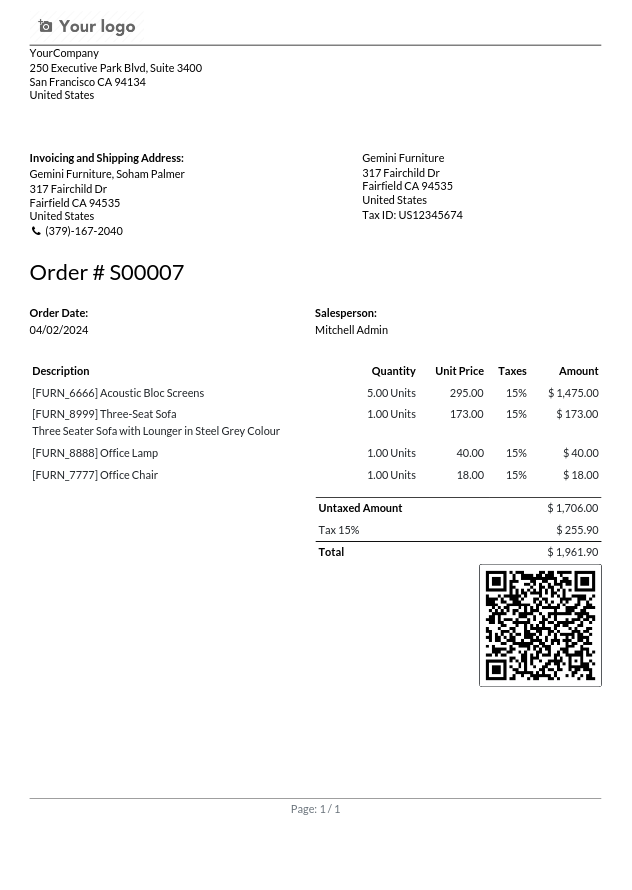 Your logo
YourCompany
250 Executive Park Blvd, Suite 3400
San Francisco CA 94134
United States
Invoicing and Shipping Address:
Gemini Furniture, Soham Palmer
317 Fairchild Dr
Fairfield CA 94535
United States
(379)-167-2040
Gemini Furniture
317 Fairchild Dr
Fairfield CA 94535
United States
Tax ID: US12345674
Order # S00007
Order Date: Salesperson:
04/02/2024 Mitchell Admin
Description Quantity Unit Price Taxes Amount
[FURN_6666] Acoustic Bloc Screens 5.00 Units 295.00 15% $ 1,475.00
[FURN_8999] Three-Seat Sofa 1.00 Units 173.00 15% $ 173.00
Three Seater Sofa with Lounger in Steel Grey Colour
[FURN_8888] Office Lamp 1.00 Units 40.00 15% $ 40.00
[FURN_7777] Office Chair 1.00 Units 18.00 15% $ 18.00
Untaxed Amount $ 1,706.00
Tax 15% $ 255.90
Total $ 1,961.90
Page: 1 / 1